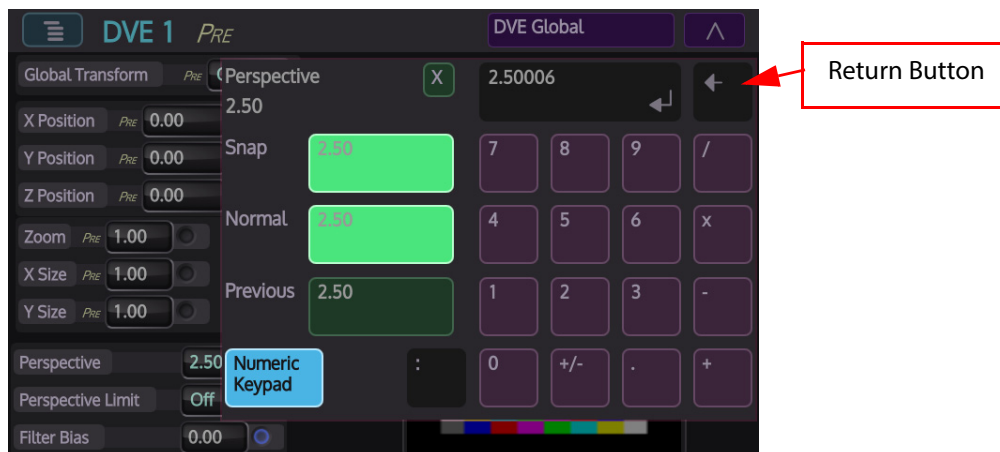 DVE 1 PRE
DVE Global
Global Transform PRE
X Position PRE 0.00
Y Position PRE 0.00
Z Position PRE 0.00
Zoom PRE 1.00
X Size PRE 1.00
Y Size PRE 1.00
Perspective 2.50
Perspective Limit Off
Filter Bias 0.00
Perspective X 2.50006
2.50
Snap 2.50 7 8 9 /
Normal 2.50 4 5 6 x
Previous 2.50 1 2 3 -
Numeric : 0 +/- . +
Keypad
Return Button